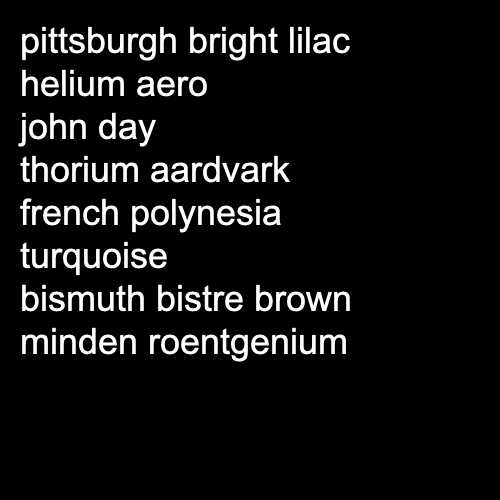 pittsburgh bright lilac
helium aero
john day
thorium aardvark
french polynesia
turquoise
bismuth bistre brown
minden roentgenium